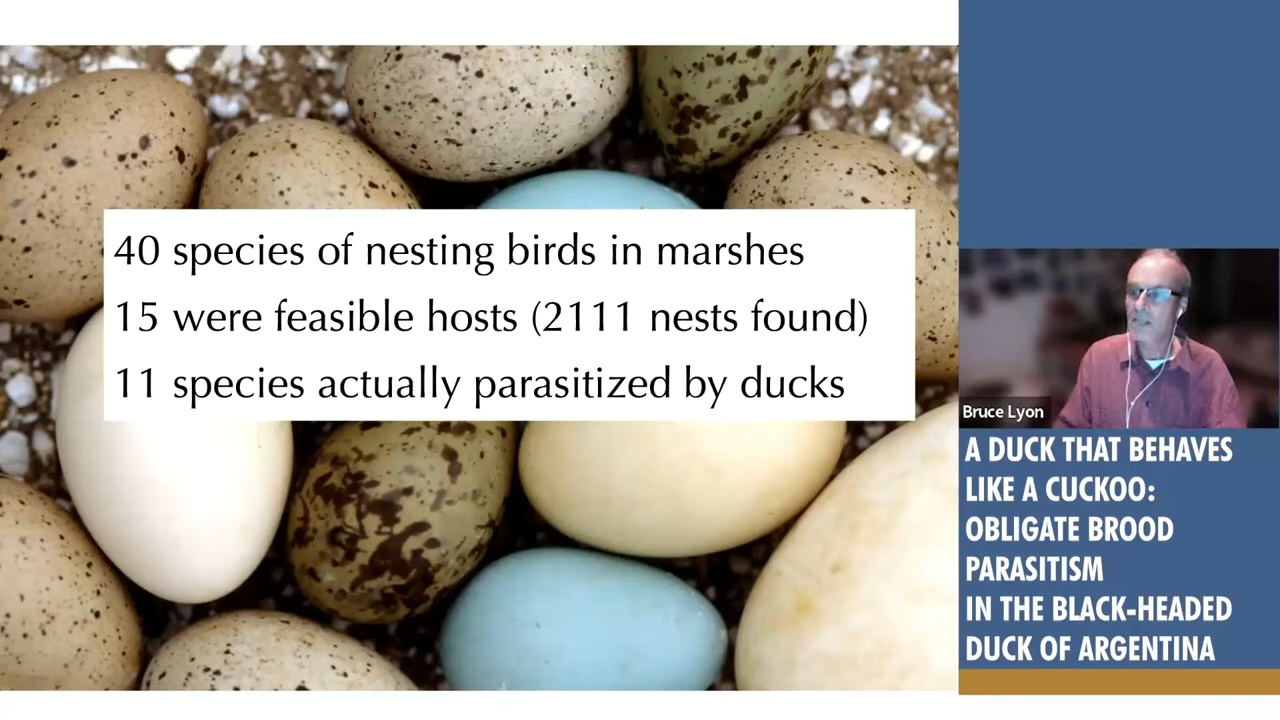 40 species of nesting birds in marshes
15 were feasible hosts (2111 nests found)
11 species actually parasitized by ducks
Bruce Lyon
A DUCK THAT BEHAVES
LIKE A CUCKOO:
OBLIGATE BROOD
PARASITISM
IN THE BLACK-HEADED
DUCK OF ARGENTINA